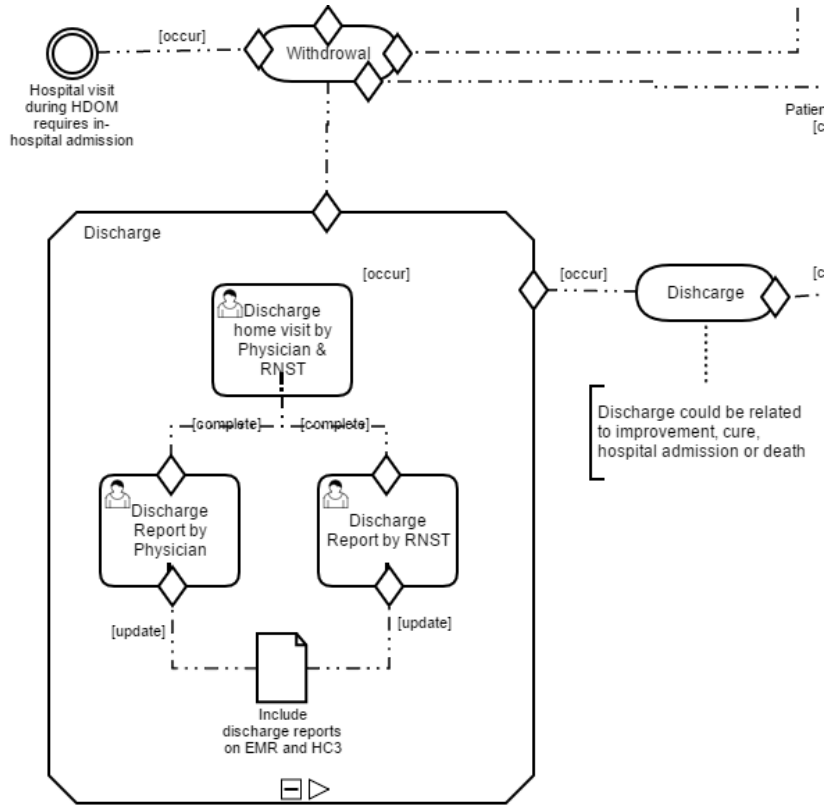 [occur]
Withdrowal
Hospital visit
during HDOM
requires in-
hospital admission
Patien
[c
Discharge
[occur]
[occur]
[c
Dishcarge
Discharge
home visit by
Physician &
RNST
Discharge could be related
to improvement, cure,
hospital admission or death
[complete]
[complete]
Discharge
Report by
Physician
Discharge
Report by RNST
[update]
[update]
Include
discharge reports
on EMR and HC3